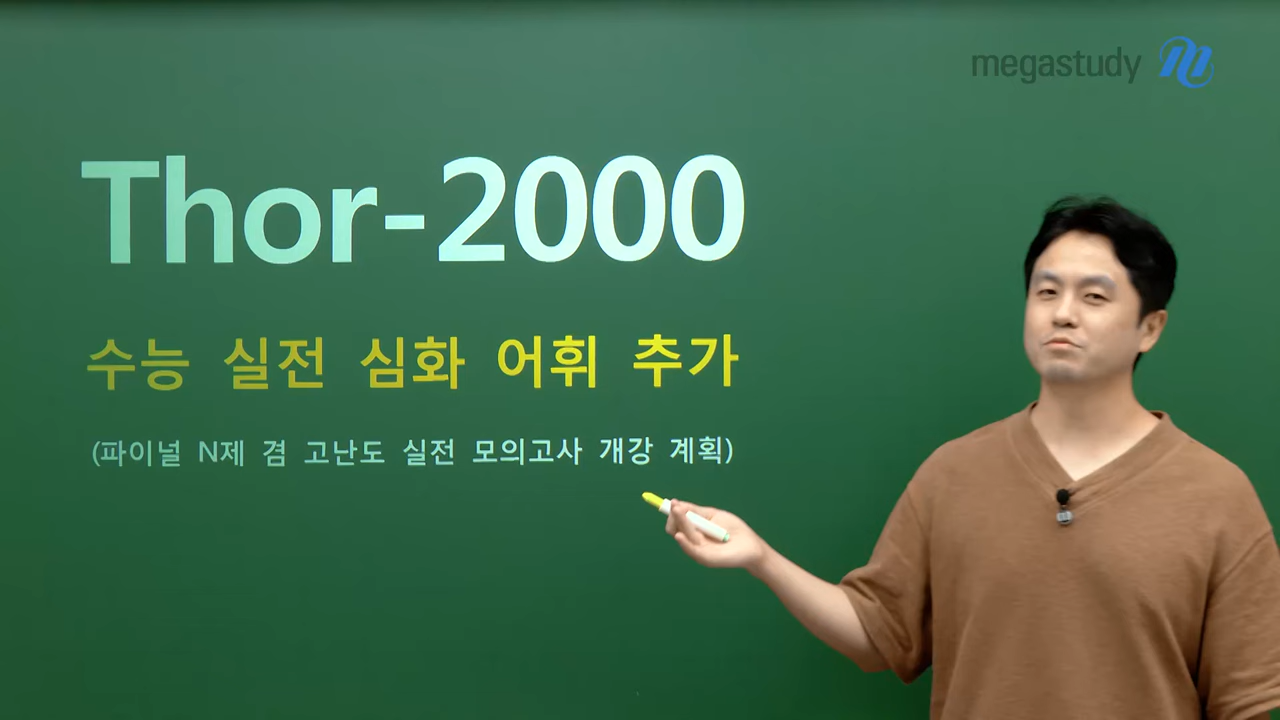 megastudy
Thor-2000
수능 실전 심화 어휘 추가
(파이널 N제 겸 고난도 실전 모의고사 개강 계획)